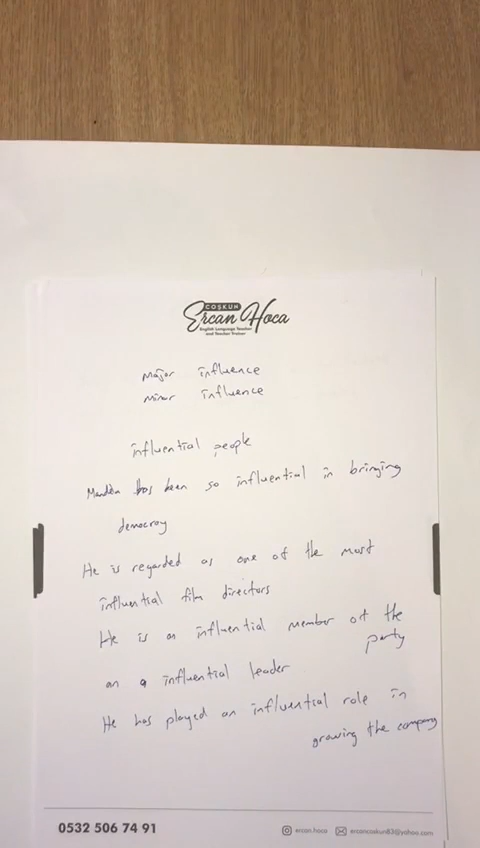 COŞKUN
Ercan Hoca
English Language Teacher
and Teacher Trainer
major influence
minor influence
influential people
Mandela has been so influential in bringing
democracy
He is regarded as one of the most
influential film directors
He is an influential member of the
party
an a influential leader
He has played an influential role in
growing the company
0532 506 74 91
ercan.hoca ercancoskun83@yahoo.com